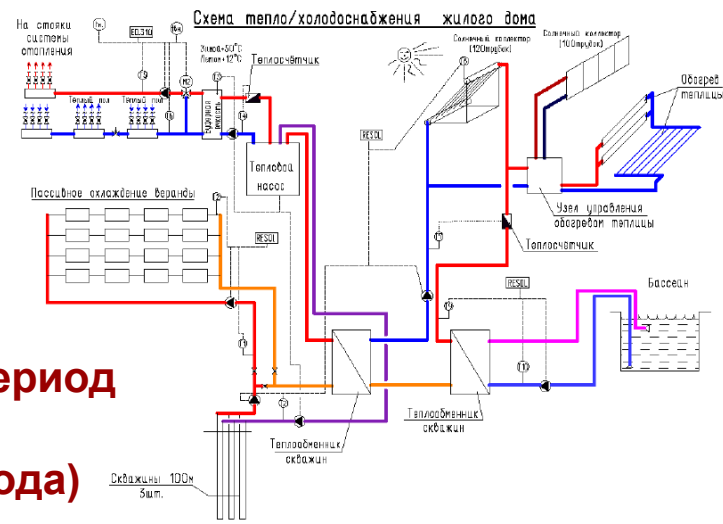 Схема тепло/холодоснабжения жилого дома
На стояки
системы
отопления
ECL310
Зимой+30°С
Летом+12°С
Теплосчётчик
Солнечный коллектор
(120трубок)
Солнечный коллектор
(100трубок)
Обогрев
теплицы
Тёплый пол
Тёплый пол
RESOL
Тепловой
насос
Узел управления
обогревом теплицы
Пассивное охлаждение веранды
RESOL
Теплосчётчик
RESOL
Бассейн
ериод
Теплообменник
скважин
Теплообменник
скважин
ода)
Скважины 100м
3шт.